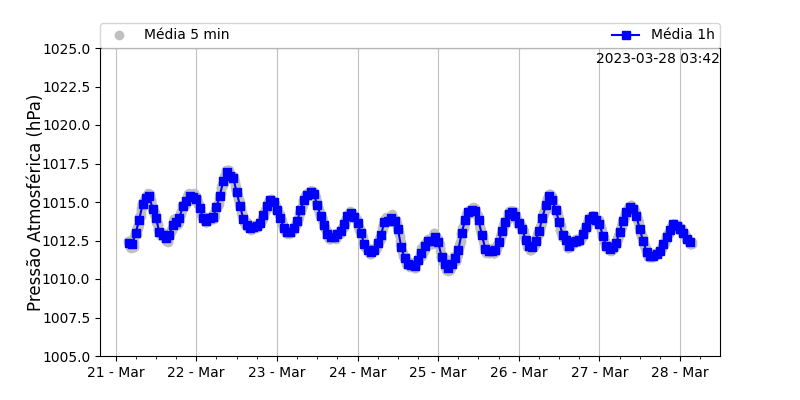 Média 5 min
Média 1h
2023-03-28 03:42
Pressão Atmosférica (hPa)
1025.0
1022.5
1020.0
1017.5
1015.0
1012.5
1010.0
1007.5
1005.0
21 - Mar
22 - Mar
23 - Mar
24 - Mar
25 - Mar
26 - Mar
27 - Mar
28 - Mar